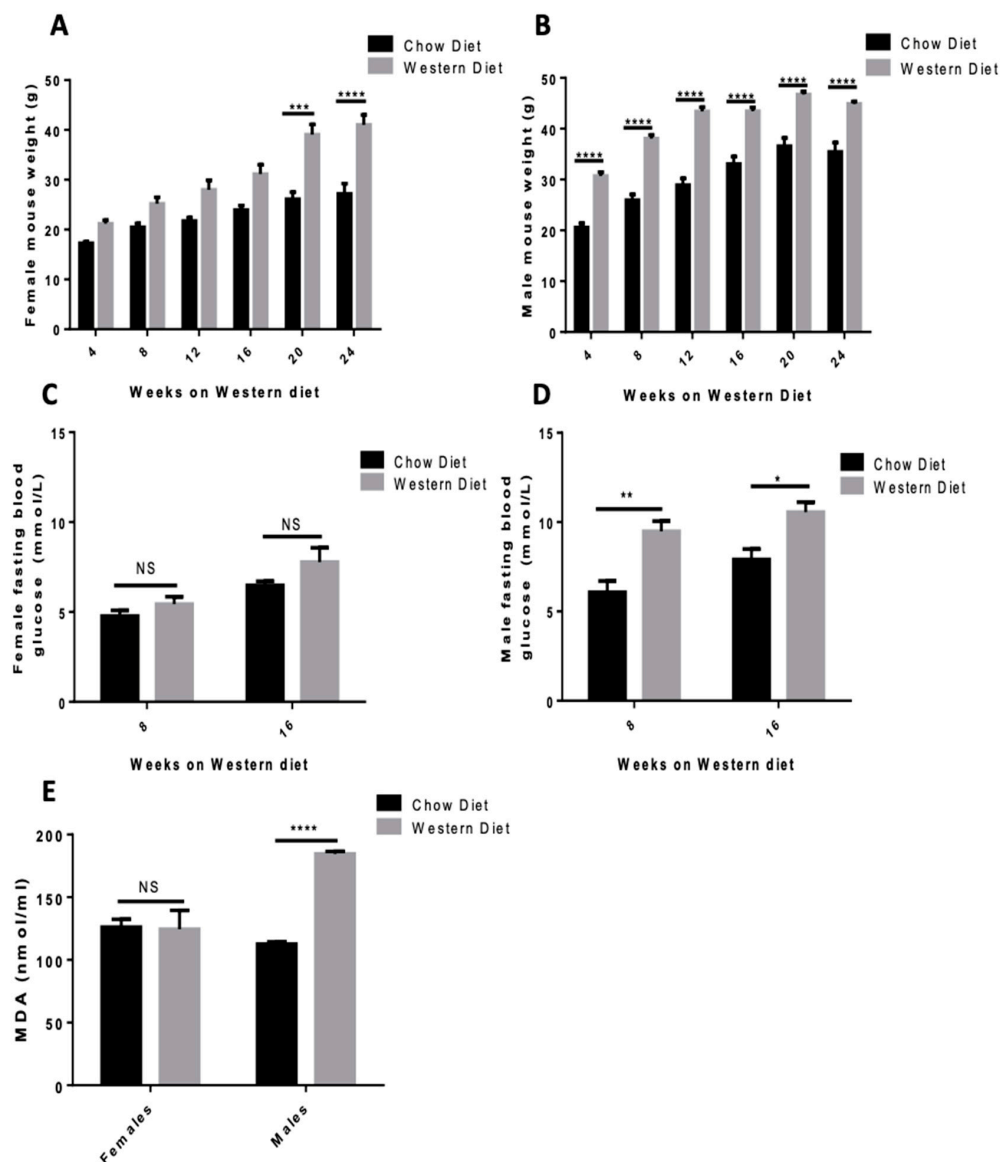 A
Chow Diet
Western Diet
Female mouse weight (g)
50
40
30
20
10
0
***
****
4
8
12
16
20
24
Weeks on Western diet
B
Chow Diet
Western Diet
Male mouse weight (g)
50
40
30
20
10
0
****
****
****
****
****
****
4
8
12
16
20
24
Weeks on Western Diet
C
Chow Diet
Western Diet
Female fasting blood
glucose (mmol/L)
15
10
5
0
NS
NS
8
16
Weeks on Western diet
D
Chow Diet
Western Diet
Male fasting blood
glucose (mmol/L)
15
10
5
0
**
*
8
16
Weeks on Western diet
E
Chow Diet
Western Diet
MDA (nmol/ml)
200
150
100
50
0
NS
****
Females
Males